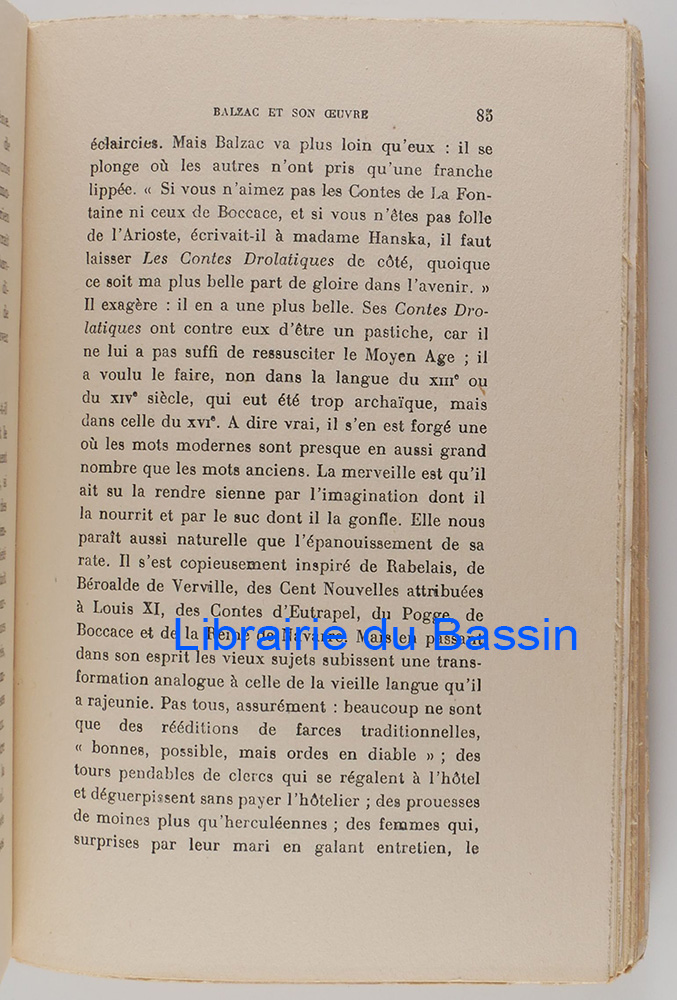 BALZAC ET SON ŒUVRE 85
éclaircies. Mais Balzac va plus loin qu'eux : il se
plonge où les autres n'ont pris qu'une franche
lippée. « Si vous n'aimez pas les Contes de La Fon-
taine ni ceux de Boccace, et si vous n'êtes pas folle
de l'Arioste, écrivait-il à madame Hanska, il faut
laisser Les Contes Drolatiques de côté, quoique
ce soit ma plus belle part de gloire dans l'avenir. »
Il exagère : il en a une plus belle. Ses Contes Dro-
latiques ont contre eux d'être un pastiche, car il
ne lui a pas suffi de ressusciter le Moyen Age ; il
a voulu le faire, non dans la langue du XIIIe ou
du XIVe siècle, qui eut été trop archaïque, mais
dans celle du XVIe. A dire vrai, il s'en est forgé une
où les mots modernes sont presque en aussi grand
nombre que les mots anciens. La merveille est qu'il
ait su la rendre sienne par l'imagination dont il
la nourrit et par le suc dont il la gonfle. Elle nous
paraît aussi naturelle que l'épanouissement de sa
rate. Il s'est copieusement inspiré de Rabelais, de
Béroalde de Verville, des Cent Nouvelles attribuées
à Louis XI, des Contes d'Eutrapel, du Pogge, de
Boccace et de la Reine de Navarre. Mais en passant
Librairie du Bassin
dans son esprit les vieux sujets subissent une trans-
formation analogue à celle de la vieille langue qu'il
a rajeunie. Pas tous, assurément : beaucoup ne sont
que des rééditions de farces traditionnelles,
« bonnes, possible, mais ordes en diable » ; des
tours pendables de clercs qui se régalent à l'hôtel
et déguerpissent sans payer l'hôtelier ; des prouesses
de moines plus qu'herculéennes ; des femmes qui,
surprises par leur mari en galant entretien, le